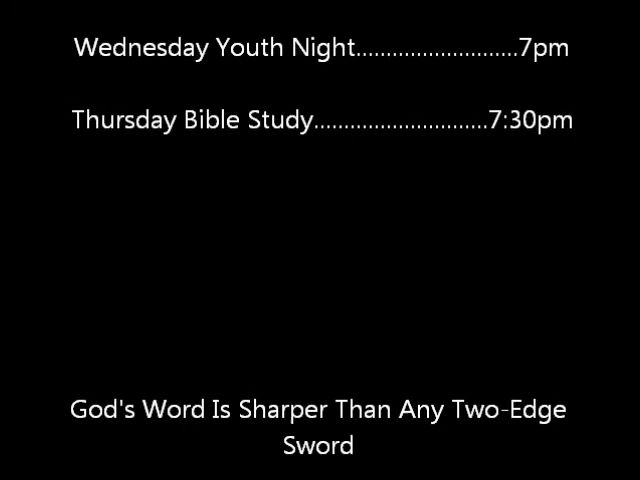 Wednesday Youth Night...........................7pm
Thursday Bible Study.............................7:30pm
God's Word Is Sharper Than Any Two-Edge
Sword